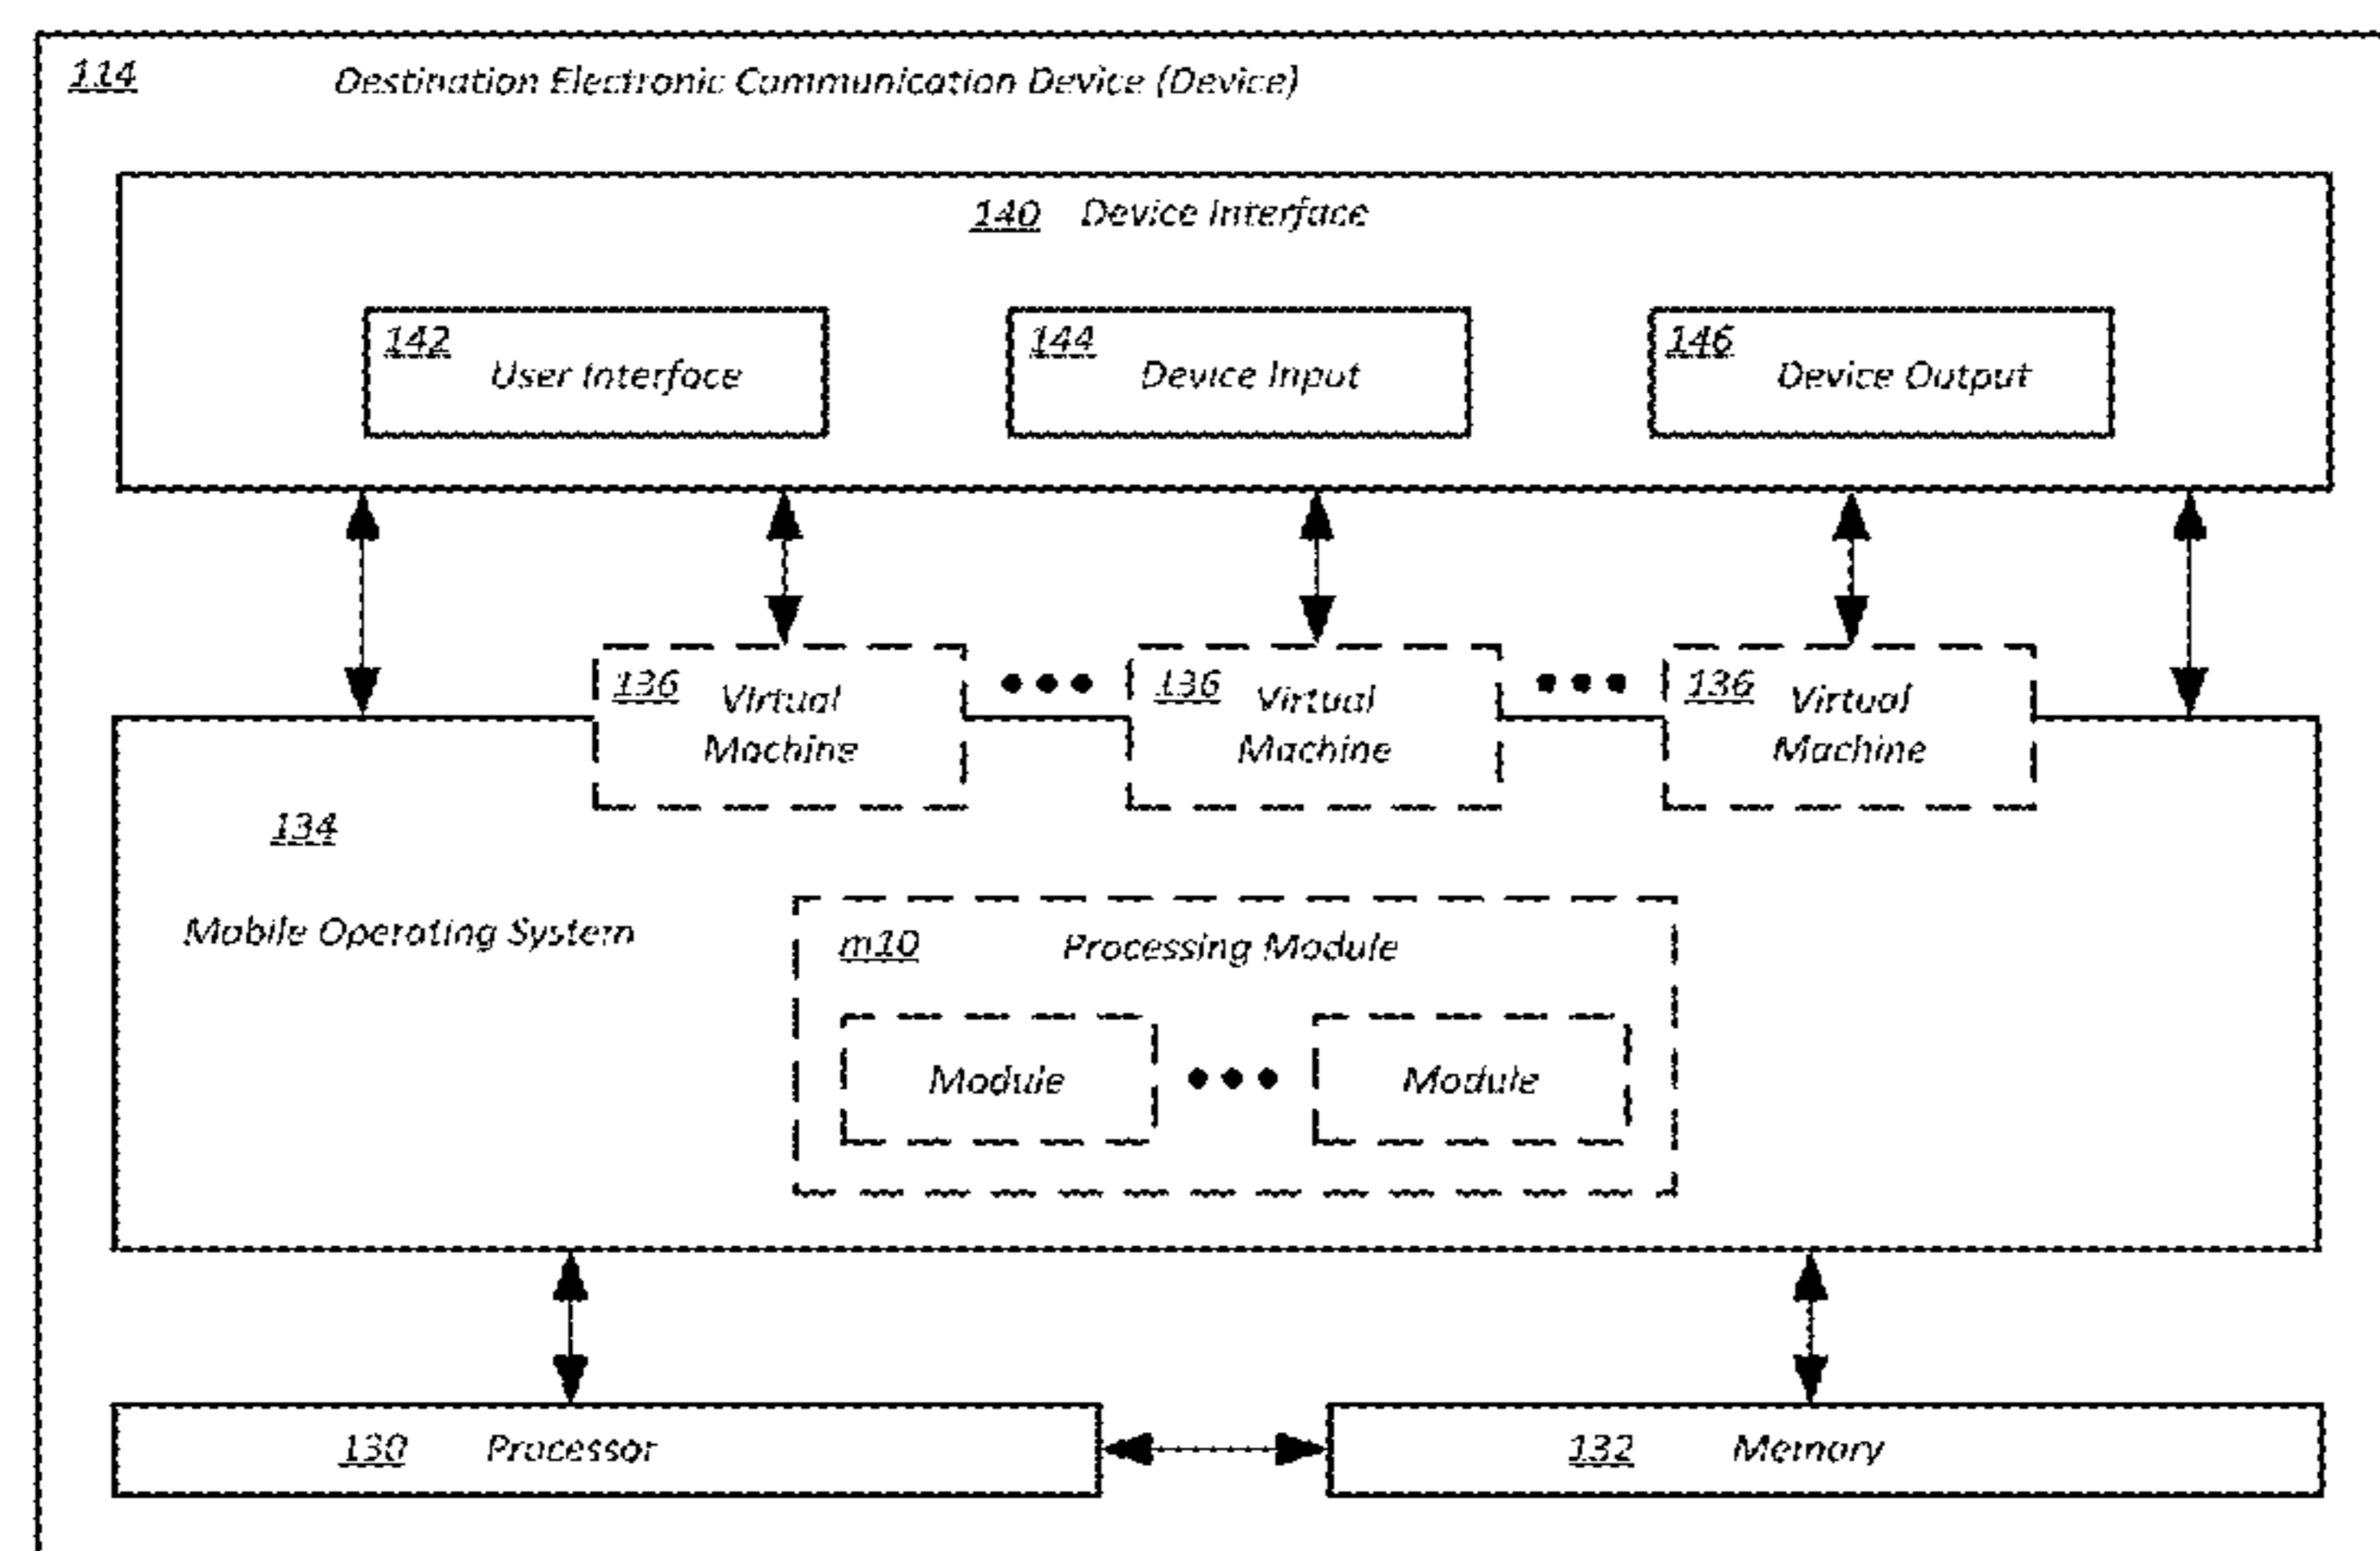 114 Destination Electronic Communication Device (Device)
140 Device Interface
142 User Interface
144 Device Input
146 Device Output
136 Virtual Machine
136 Virtual Machine
136 Virtual Machine
134
Mobile Operating System
m10 Processing Module
Module
Module
130 Processor
132 Memory